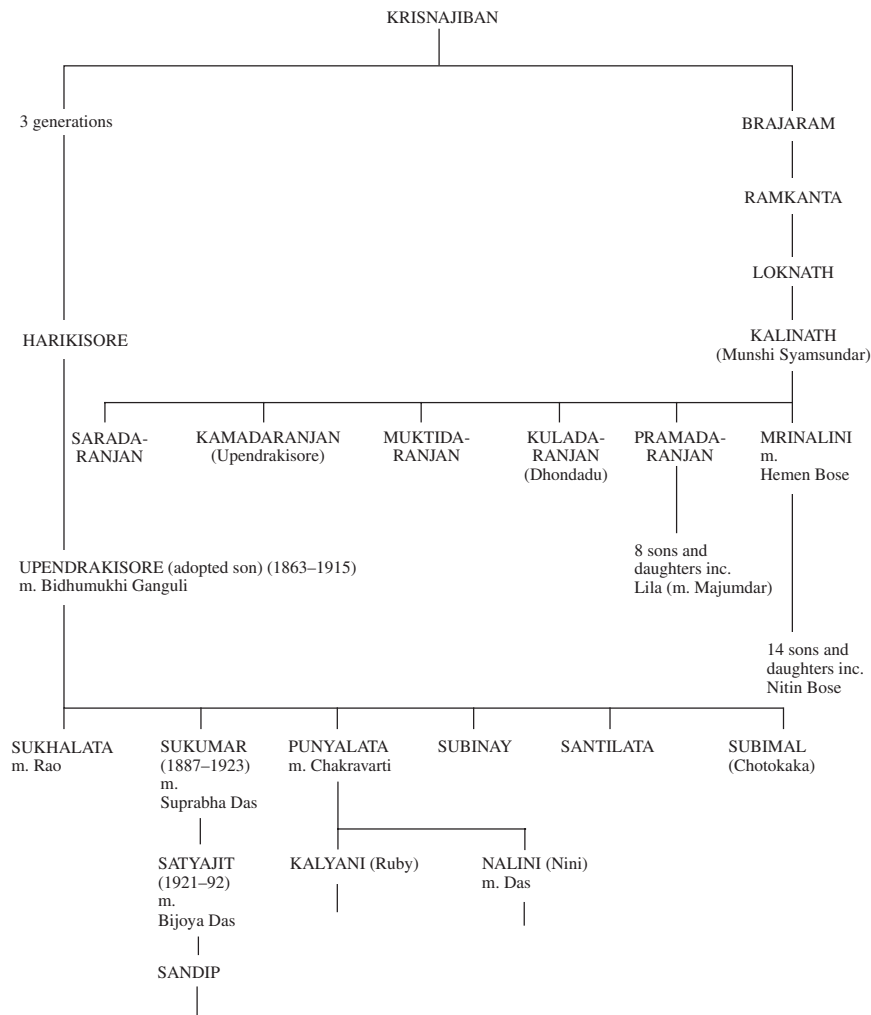 KRISNAJIBAN
3 generations
BRAJARAM
RAMKANTA
LOKNATH
HARIKISORE
KALINATH
(Munshi Syamsundar)
SARADA-
RANJAN
KAMADARANJAN
(Upendrakisore)
MUKTIDA-
RANJAN
KULADA-
RANJAN
(Dhondadu)
PRAMADA-
RANJAN
MRINALINI
m.
Hemen Bose
UPENDRAKISORE (adopted son) (1863–1915)
m. Bidhumukhi Ganguli
8 sons and
daughters inc.
Lila (m. Majumdar)
14 sons and
daughters inc.
Nitin Bose
SUKHALATA
m. Rao
SUKUMAR
(1887–1923)
m.
Suprabha Das
PUNYALATA
m. Chakravarti
SUBINAY
SANTILATA
SUBIMAL
(Chotokaka)
SATYAJIT
(1921–92)
m.
Bijoya Das
KALYANI (Ruby)
NALINI (Nini)
m. Das
SANDIP